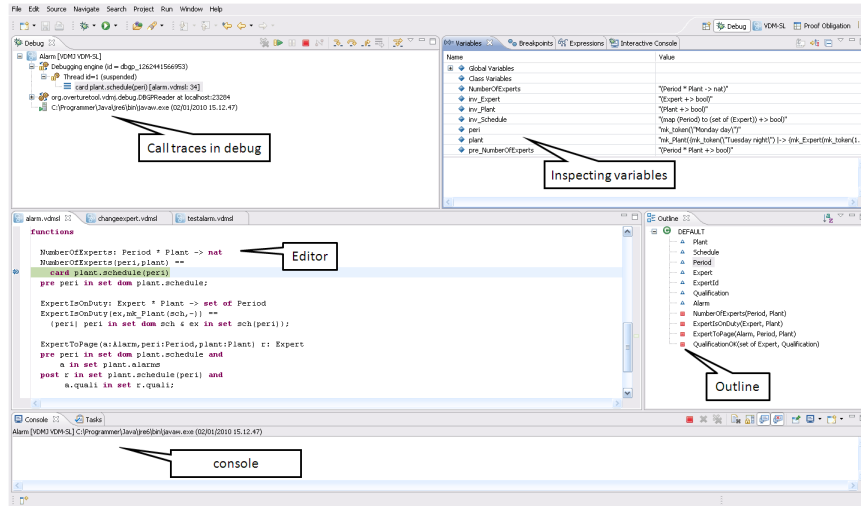 File Edit Source Navigate Search Project Run Window Help
Debug VDM-SL Proof Obligation
Debug
Alarm [VDMJ VDM-SL]
Debugging engine (id = dbgp_1262441566953)
Thread id=1 (suspended)
card plant.schedule(peri) [alarm.vdmsl: 34]
org.overturetool.vdmj.debug.DBGPReader at localhost:23284
C:\Programmer\Java\jre6\bin\javaw.exe (02/01/2010 15.12.47)
Call traces in debug
Variables Breakpoints Expressions Interactive Console
Name Value
Global Variables
Class Variables
NumberOfExperts "(Period * Plant -> nat)"
inv_Expert "(Expert +> bool)"
inv_Plant "(Plant +> bool)"
inv_Schedule "(map (Period) to (set of (Expert)) +> bool)"
peri "mk_token(\"Monday day\")"
plant "mk_Plant({mk_token(\"Tuesday night\") |-> {mk_Expert(mk_token(1.
pre_NumberOfExperts "(Period * Plant +> bool)"
Inspecting variables
alarm.vdmsl changeexpert.vdmsl testalarm.vdmsl
functions
NumberOfExperts: Period * Plant -> nat
NumberOfExperts(peri,plant) ==
card plant.schedule(peri)
pre peri in set dom plant.schedule;
ExpertIsOnDuty: Expert * Plant -> set of Period
ExpertIsOnDuty(ex,mk_Plant(sch,-)) ==
{peri| peri in set dom sch & ex in set sch(peri)};
ExpertToPage(a:Alarm,peri:Period,plant:Plant) r: Expert
pre peri in set dom plant.schedule and
a in set plant.alarms
post r in set plant.schedule(peri) and
a.quali in set r.quali;
Editor
Outline
DEFAULT
Plant
Schedule
Period
Expert
ExpertId
Qualification
Alarm
NumberOfExperts(Period, Plant)
ExpertIsOnDuty(Expert, Plant)
ExpertToPage(Alarm, Period, Plant)
QualificationOK(set of Expert, Qualification)
Outline
Console Tasks
Alarm [VDMJ VDM-SL] C:\Programmer\Java\jre6\bin\javaw.exe (02/01/2010 15.12.47)
console